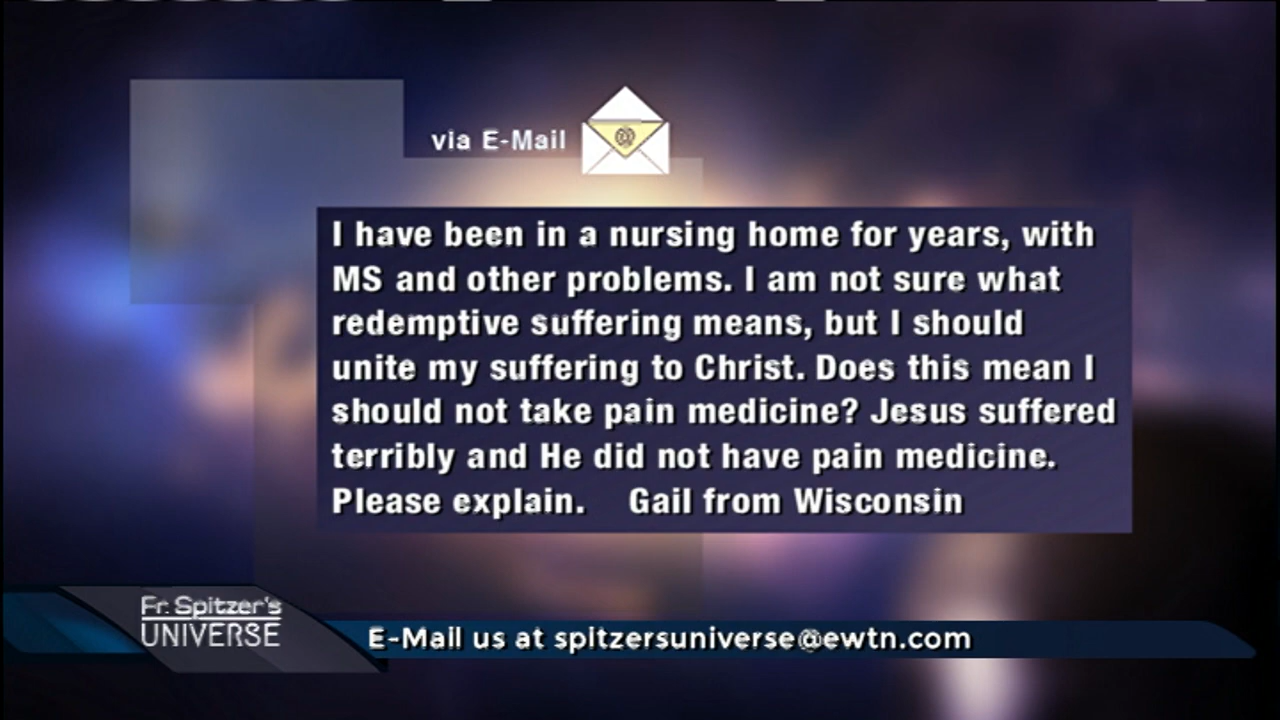 via E-Mail
I have been in a nursing home for years, with
MS and other problems. I am not sure what
redemptive suffering means, but I should
unite my suffering to Christ. Does this mean I
should not take pain medicine? Jesus suffered
terribly and He did not have pain medicine.
Please explain. Gail from Wisconsin
Fr. Spitzer's
UNIVERSE
E-Mail us at spitzersuniverse@ewtn.com